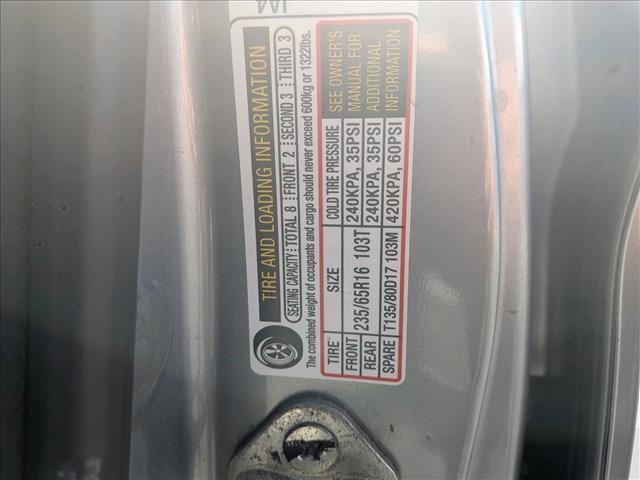 TIRE AND LOADING INFORMATION
SEATING CAPACITY: TOTAL 8 FRONT 2 SECOND 3 THIRD 3
The combined weight of occupants and cargo should never exceed 600kg or 1322lbs.
TIRE SIZE COLD TIRE PRESSURE SEE OWNER'S
FRONT 235/65R16 103T 240KPA, 35PSI MANUAL FOR
REAR 240KPA, 35PSI ADDITIONAL
SPARE T135/80D17 103M 420KPA, 60PSI INFORMATION